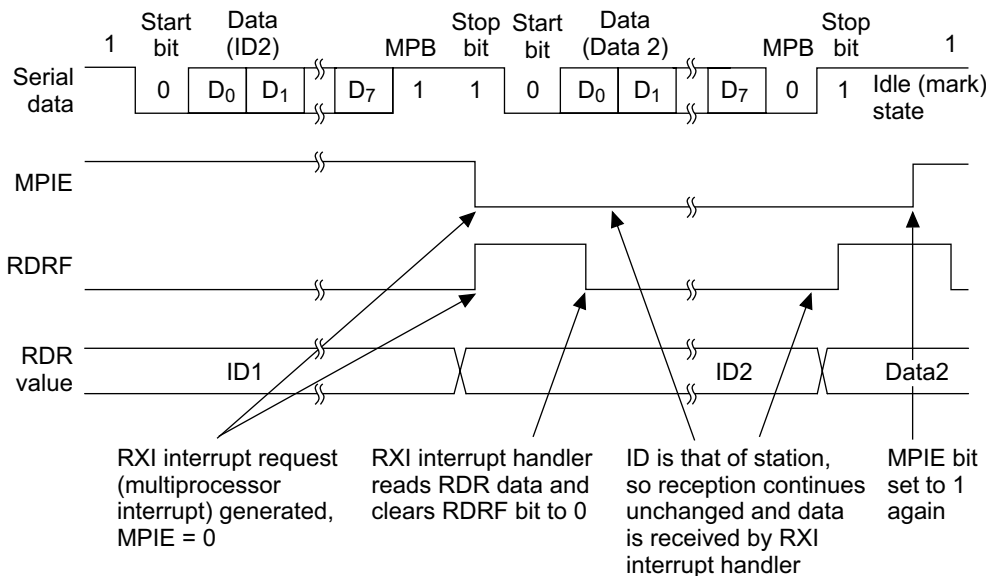 1 Start bit Data (ID2) MPB Stop bit Start bit Data (Data 2) MPB Stop bit 1
Serial data 0 D0 D1 D7 1 1 0 D0 D1 D7 0 1 Idle (mark) state
MPIE
RDRF
RDR value ID1 ID2 Data2
RXI interrupt request
(multiprocessor
interrupt) generated,
MPIE = 0
RXI interrupt handler
reads RDR data and
clears RDRF bit to 0
ID is that of station,
so reception continues
unchanged and data
is received by RXI
interrupt handler
MPIE bit
set to 1
again